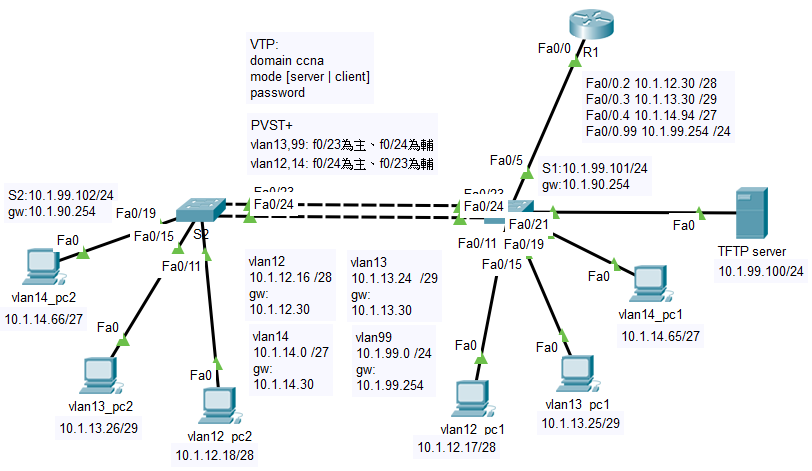 VTP:
domain ccna
mode [server | client]
password
PVST+
vlan13,99: f0/23為主、f0/24為輔
vlan12,14: f0/24為主、f0/23為輔
Fa0/0
R1
Fa0/0.2 10.1.12.30 /28
Fa0/0.3 10.1.13.30 /29
Fa0/0.4 10.1.14.94 /27
Fa0/0.99 10.1.99.254 /24
Fa0/5
S1:10.1.99.101/24
gw:10.1.90.254
S2:10.1.99.102/24
gw:10.1.90.254
Fa0/19
Fa0/15
Fa0/11
S2
Fa0/23
Fa0/24
Fa0/23
Fa0/24
Fa0/21
Fa0/11
Fa0/19
Fa0/15
Fa0
TFTP server
10.1.99.100/24
Fa0
vlan14_pc2
10.1.14.66/27
Fa0
vlan13_pc2
10.1.13.26/29
Fa0
vlan12 pc2
10.1.12.18/28
vlan12
10.1.12.16 /28
gw:
10.1.12.30
vlan13
10.1.13.24 /29
gw:
10.1.13.30
vlan14
10.1.14.0 /27
gw:
10.1.14.30
vlan99
10.1.99.0 /24
gw:
10.1.99.254
Fa0
vlan12 pc1
10.1.12.17/28
Fa0
vlan13 pc1
10.1.13.25/29
Fa0
vlan14_pc1
10.1.14.65/27